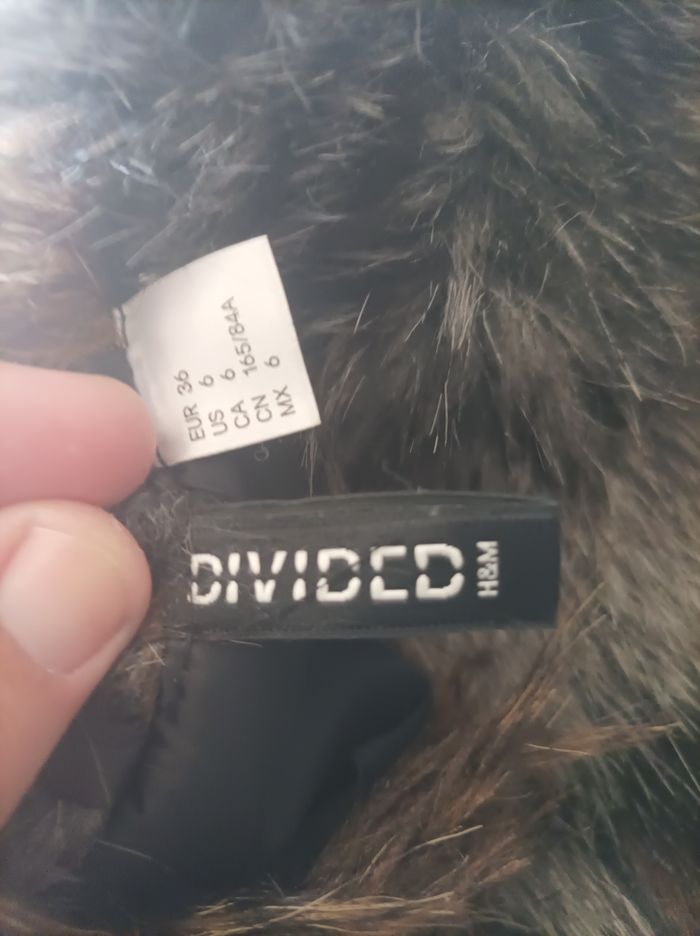 EUR 36
US 6
CA 6
CN 165/84A
MX 6
DIVIDED
H&M